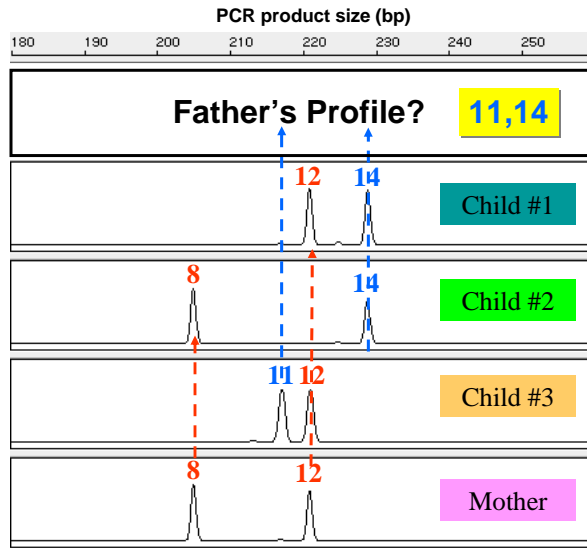 PCR product size (bp)
180 190 200 210 220 230 240 250
Father's Profile? 11,14
12 14
Child #1
8 14
Child #2
11 12
Child #3
8 12
Mother